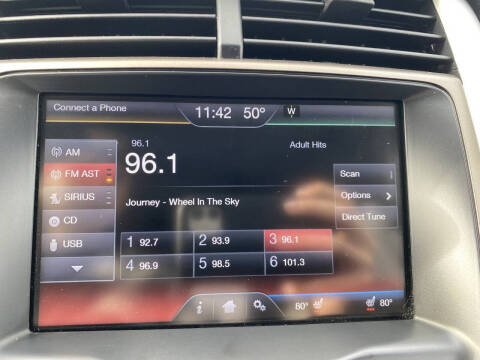 Connect a Phone 11:42 50° W
AM
FM AST
SIRIUS
CD
USB
96.1
96.1
Adult Hits
Journey - Wheel In The Sky
Scan
Options
Direct Tune
1 92.7 2 93.9 3 96.1
4 96.9 5 98.5 6 101.3
80° 80°